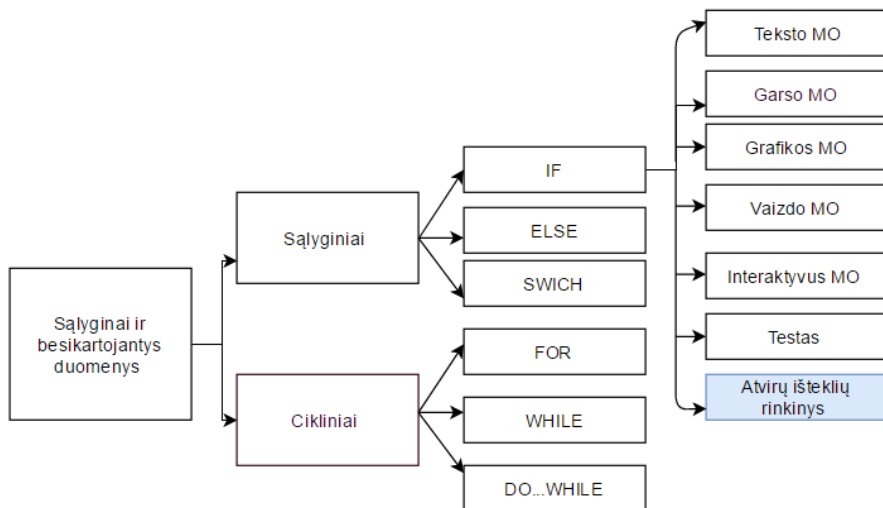 Sąlyginai ir
besikartojantys
duomenys
Sąlyginiai
Cikliniai
IF
ELSE
SWICH
FOR
WHILE
DO...WHILE
Teksto MO
Garso MO
Grafikos MO
Vaizdo MO
Interaktyvus MO
Testas
Atvirų išteklių
rinkinys